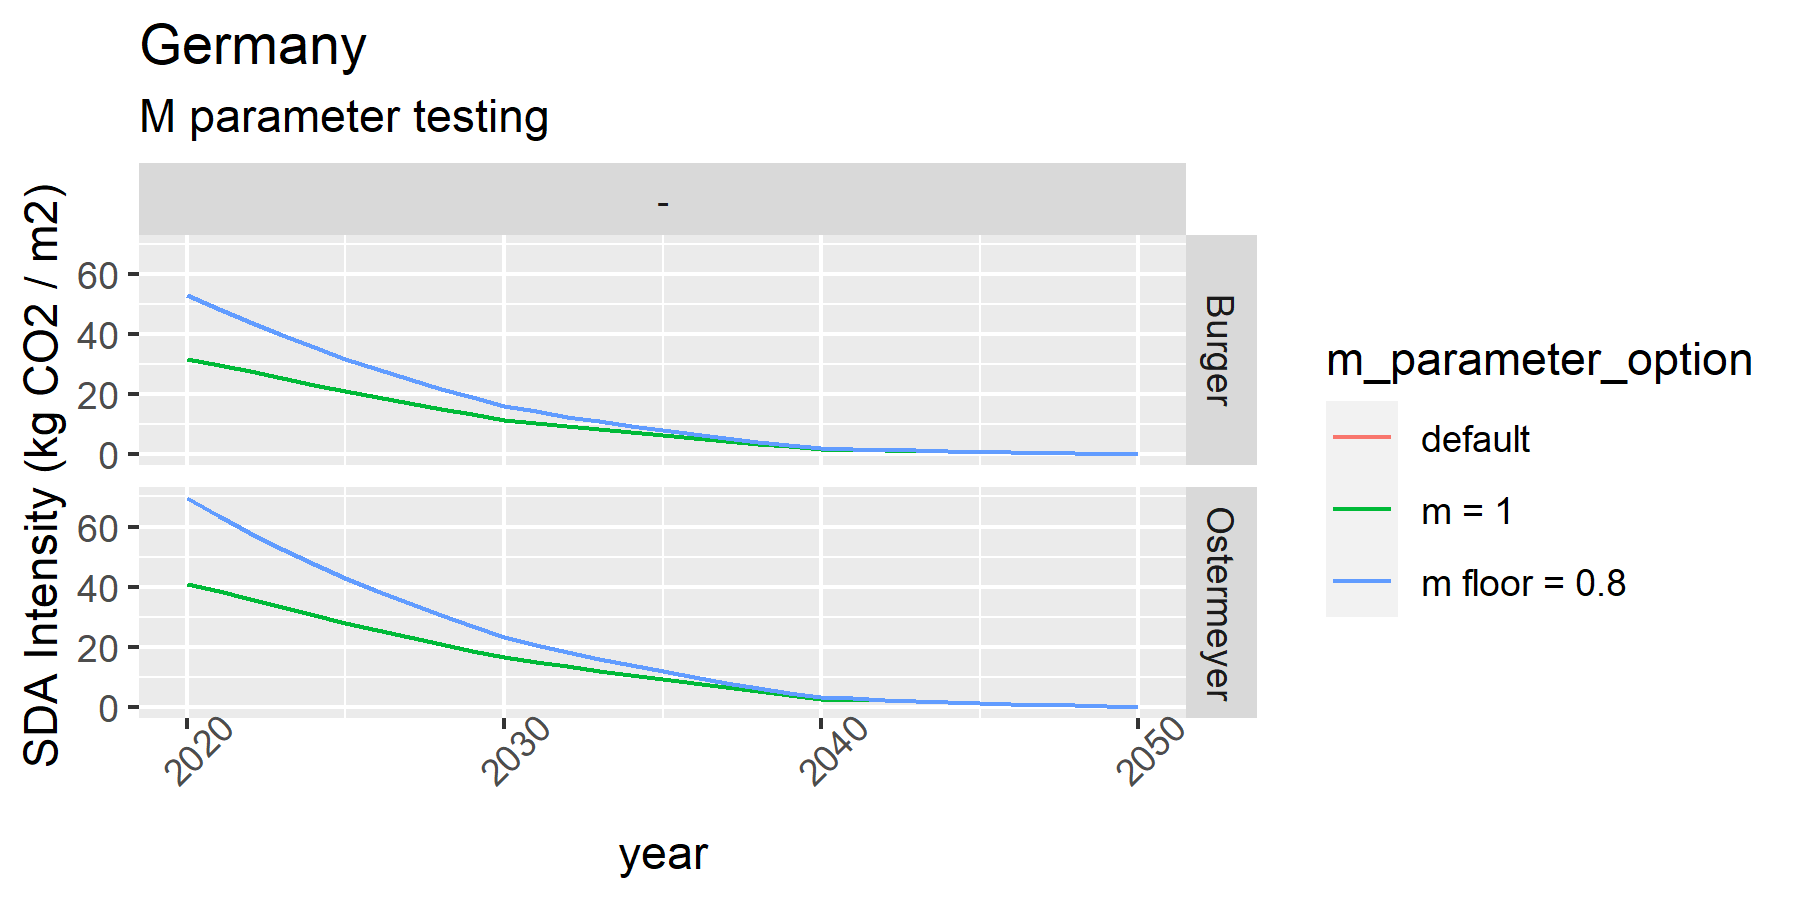 Germany
M parameter testing
-
SDA Intensity (kg CO2 / m2)
60
40
20
0
Burger
60
40
20
0
Ostermeyer
2020
2030
2040
2050
year
m_parameter_option
default
m = 1
m floor = 0.8